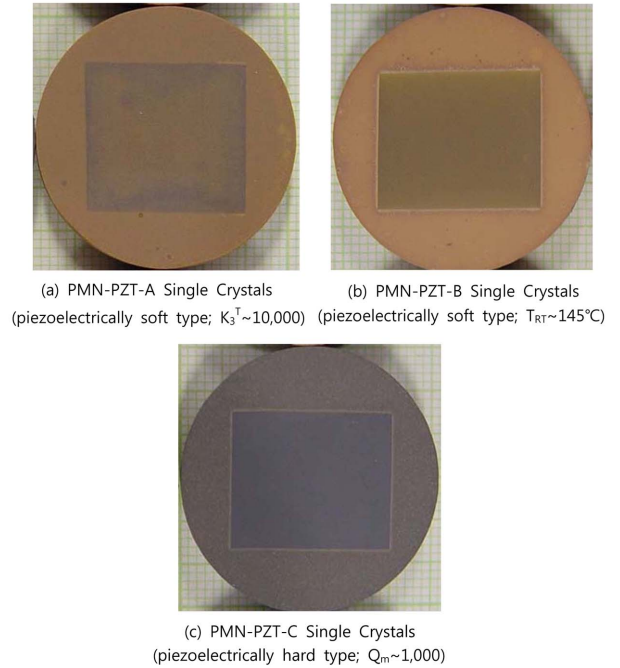 (a) PMN-PZT-A Single Crystals
(piezoelectrically soft type; K₃ᵀ~10,000)
(b) PMN-PZT-B Single Crystals
(piezoelectrically soft type; T_RT~145℃)
(c) PMN-PZT-C Single Crystals
(piezoelectrically hard type; Qₘ~1,000)